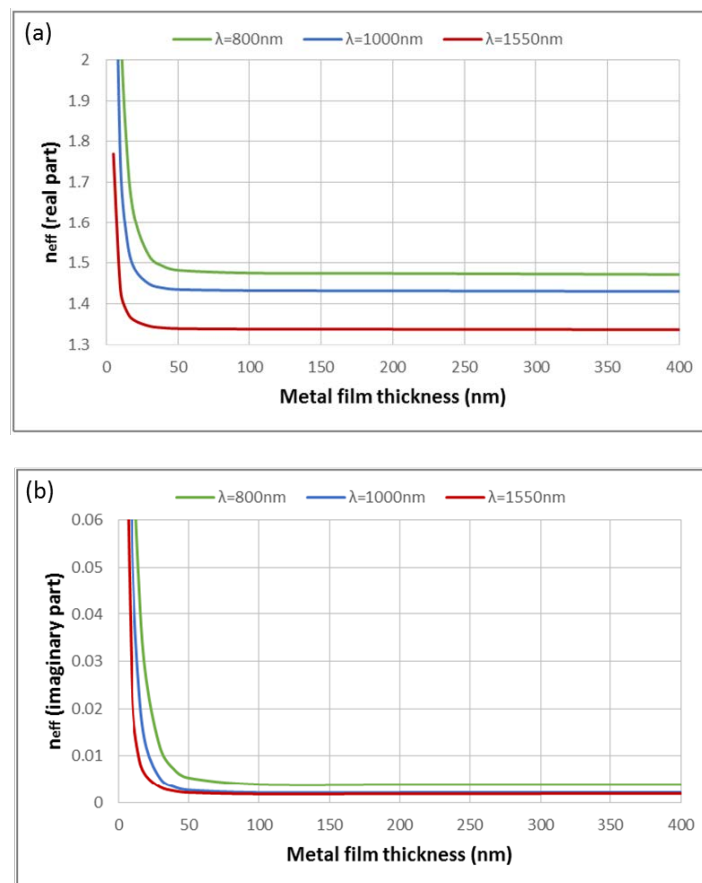 (a)
λ=800nm λ=1000nm λ=1550nm
2
1.9
1.8
1.7
1.6
1.5
1.4
1.3
neff (real part)
0 50 100 150 200 250 300 350 400
Metal film thickness (nm)
(b)
λ=800nm λ=1000nm λ=1550nm
0.06
0.05
0.04
0.03
0.02
0.01
0
neff (imaginary part)
0 50 100 150 200 250 300 350 400
Metal film thickness (nm)